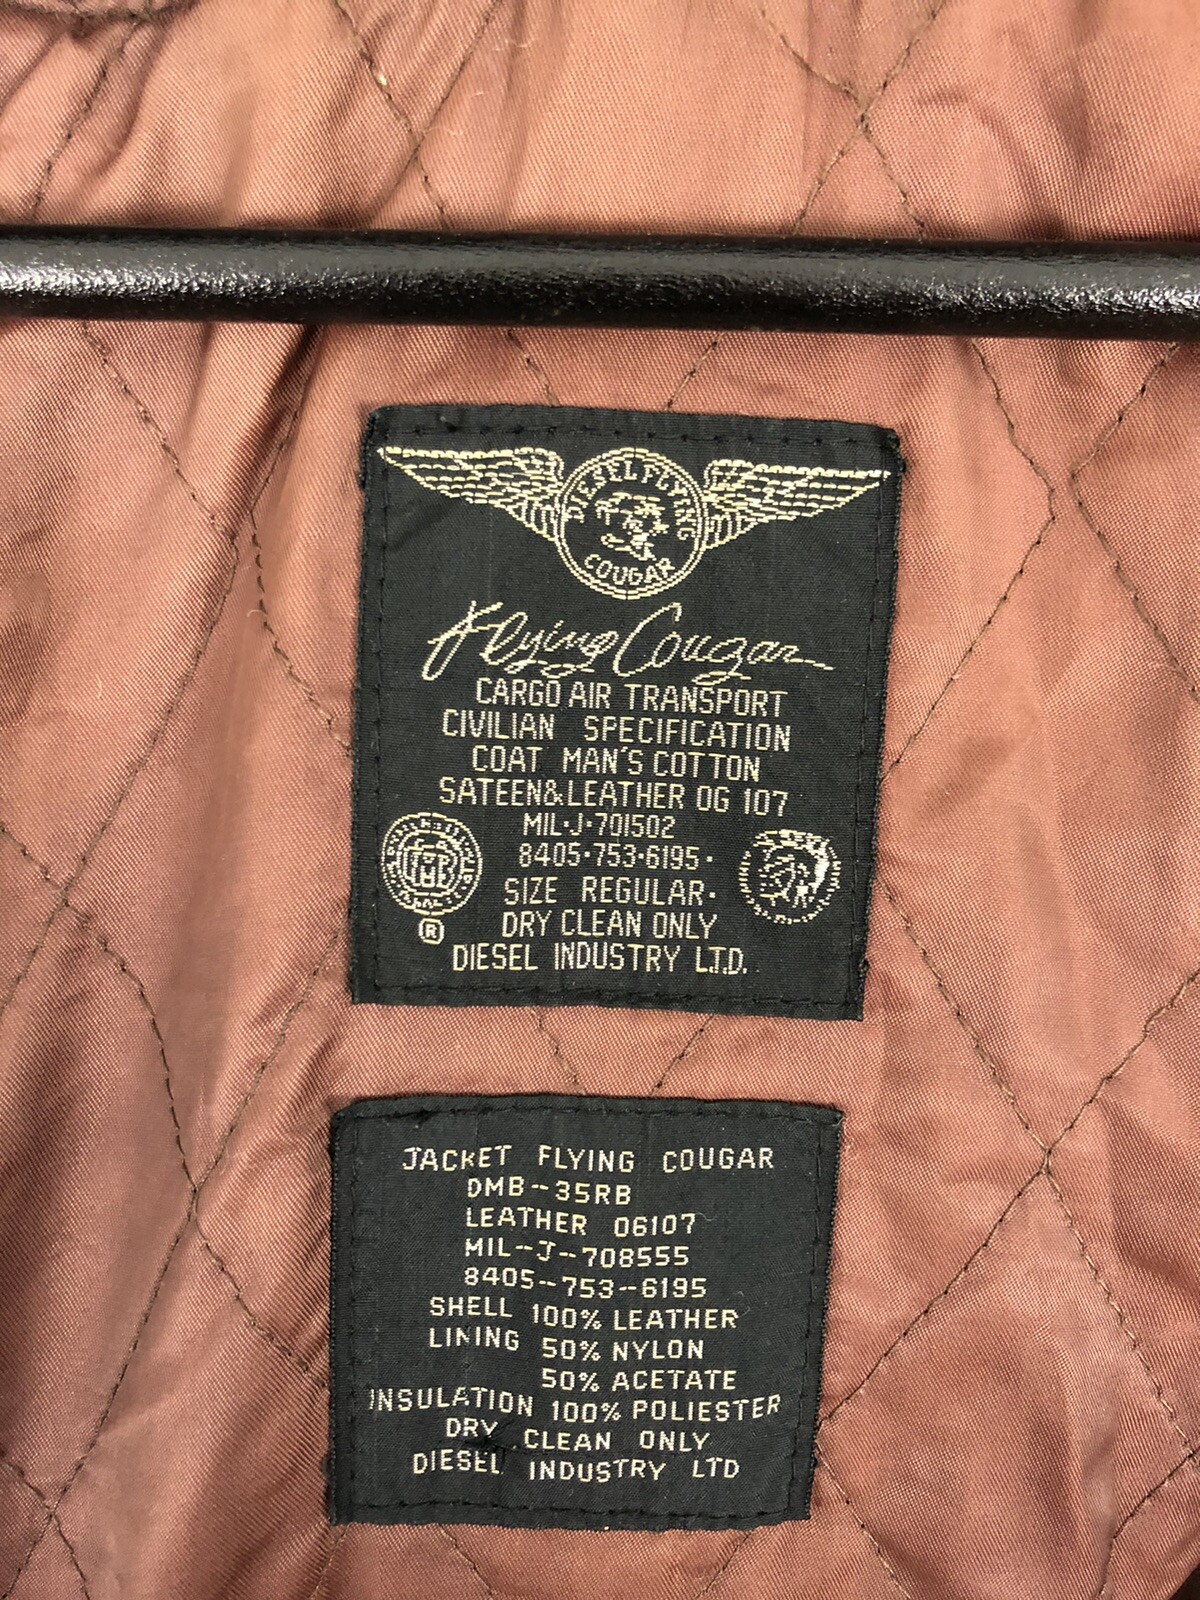 DIESEL FLYING
COUGAR
Flying Cougar
CARGO AIR TRANSPORT
CIVILIAN SPECIFICATION
COAT MAN'S COTTON
SATEEN&LEATHER OG 107
MIL·J·701502
8405·753·6195·
SIZE REGULAR·
DRY CLEAN ONLY
®
DIESEL INDUSTRY L.T.D.
JACKET FLYING COUGAR
DMB-35RB
LEATHER 06107
MIL-J-708555
8405-753-6195
SHELL 100% LEATHER
LINING 50% NYLON
50% ACETATE
INSULATION 100% POLIESTER
DRY CLEAN ONLY
DIESEL INDUSTRY LTD